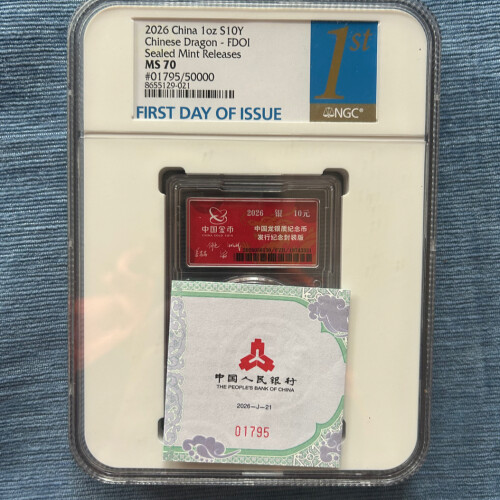 2026 China 1oz S10Y
Chinese Dragon - FDOI
Sealed Mint Releases
MS 70
#01795/50000
8655129-021
1st
NGC®
FIRST DAY OF ISSUE
中国金币
2026 银 10元
中国龙银质纪念币
发行纪念封装版
中国人民银行
THE PEOPLE'S BANK OF CHINA
2026-J-21
01795